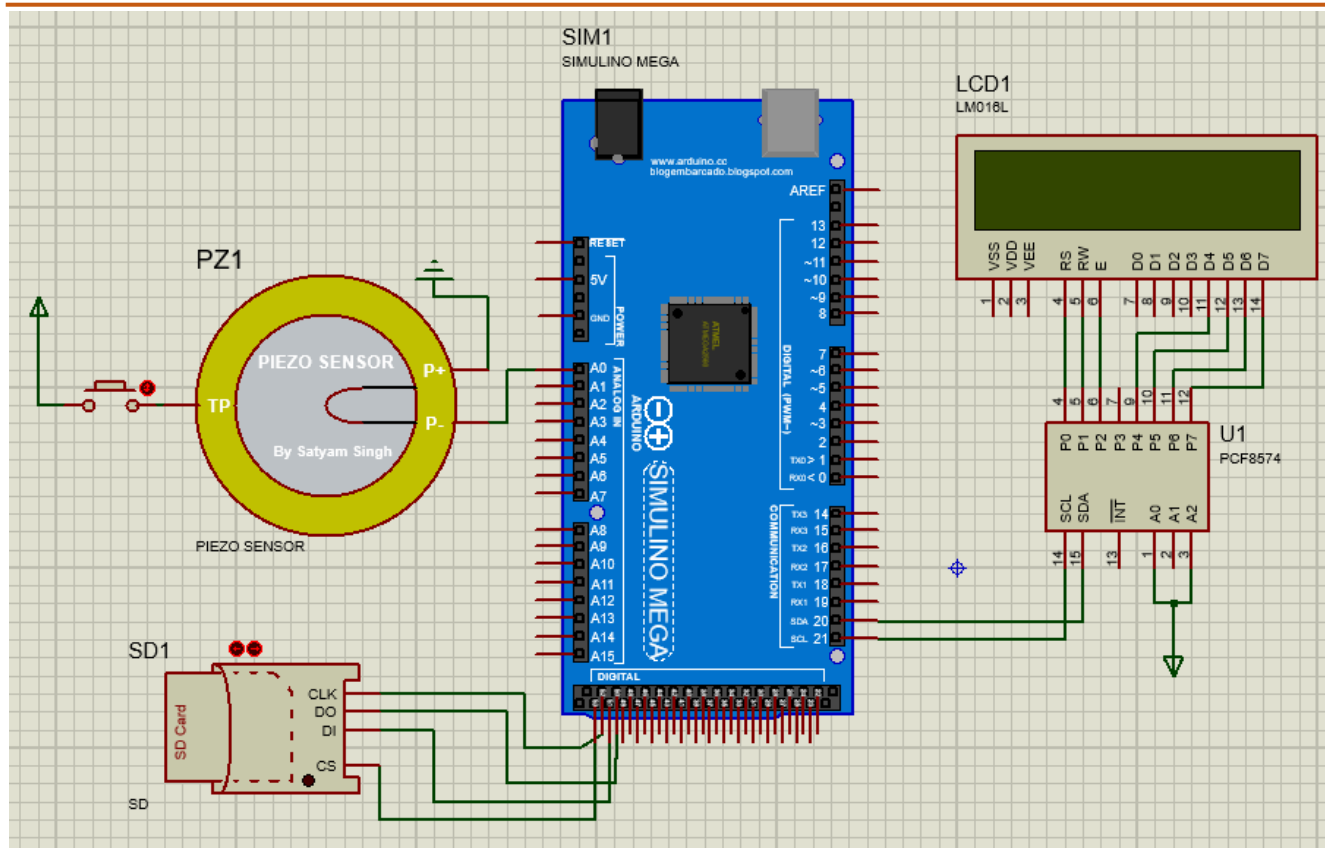 SIM1
SIMULINO MEGA
www.arduino.cc
blogembarcado.blogspot.com
AREF
13
12
~11
~10
~9
8
7
~6
~5
4
~3
2
TX0 > 1
RX0 < 0
DIGITAL (PWM~)
TX3 14
RX3 15
TX2 16
RX2 17
TX1 18
RX1 19
SDA 20
SCL 21
COMMUNICATION
RESET
5V
GND
POWER
A0
A1
A2
A3
A4
A5
A6
A7
ANALOG IN
A8
A9
A10
A11
A12
A13
A14
A15
ATMEL
ARDUINO
SIMULINO MEGA
DIGITAL
PZ1
PIEZO SENSOR
P+
TP
P-
By Satyam Singh
PIEZO SENSOR
SD1
SD Card
CLK
DO
DI
CS
SD
LCD1
LM016L
VSS VDD VEE RS RW E D0 D1 D2 D3 D4 D5 D6 D7
1 2 3 4 5 6 7 8 9 10 11 12 13 14
4 5 6 7 9 10 11 12
P0 P1 P2 P3 P4 P5 P6 P7
U1
PCF8574
SCL SDA INT A0 A1 A2
14 15 13 1 2 3